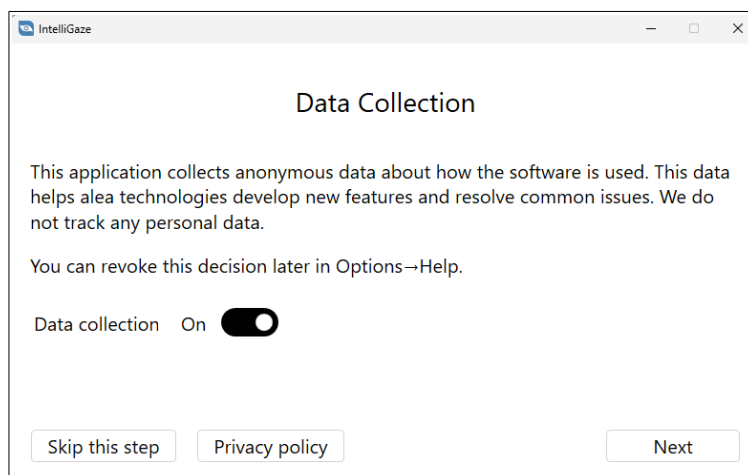 IntelliGaze
Data Collection
This application collects anonymous data about how the software is used. This data
helps alea technologies develop new features and resolve common issues. We do
not track any personal data.
You can revoke this decision later in Options→Help.
Data collection On
Skip this step Privacy policy Next